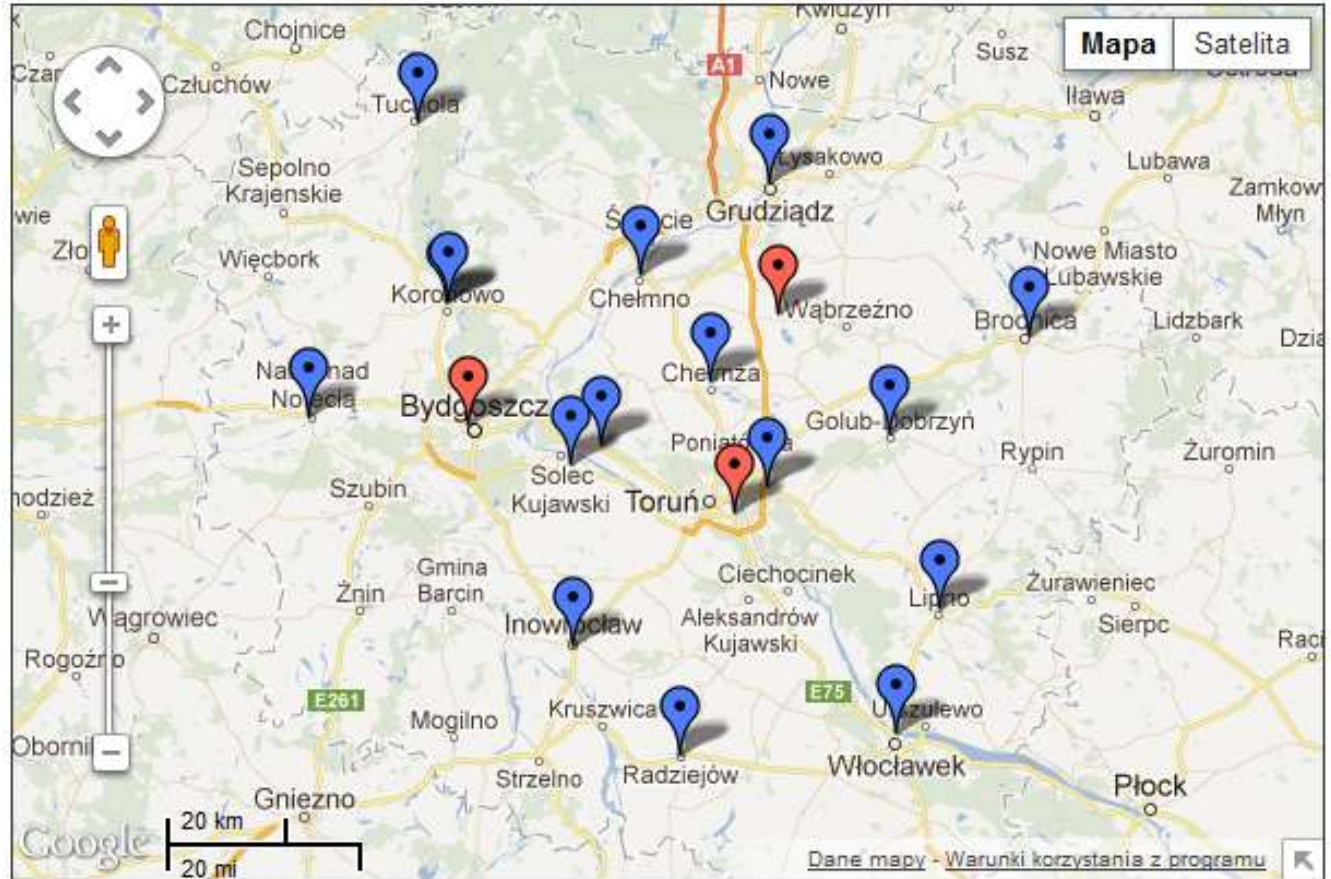 Kwidzyn
Chojnice
Mapa
Satelita
Susz
A1
Człuchów
Nowe
Iława
Tuchola
Łysakowo
Lubawa
Sępolno
Krajenskie
Grudziądz
Nowe Miasto
Lubawskie
Więcbork
Koronowo
Chełmno
Wąbrzeźno
Brodnica
Lidzbark
Chełmża
Bydgoszcz
Golub-Dobrzyń
Rypin
Żuromin
Szubin
Solec
Kujawski
Toruń
Gmina
Barcin
Żnin
Ciechocinek
Aleksandrów
Kujawski
Lipno
Żurawieniec
Sierpc
Wągrowiec
Inowrocław
Rogoźno
E261
E75
Mogilno
Kruszwica
Włocławek
Strzelno
Radziejów
Płock
Gniezno
20 km
20 mi
Google
Dane mapy - Warunki korzystania z programu